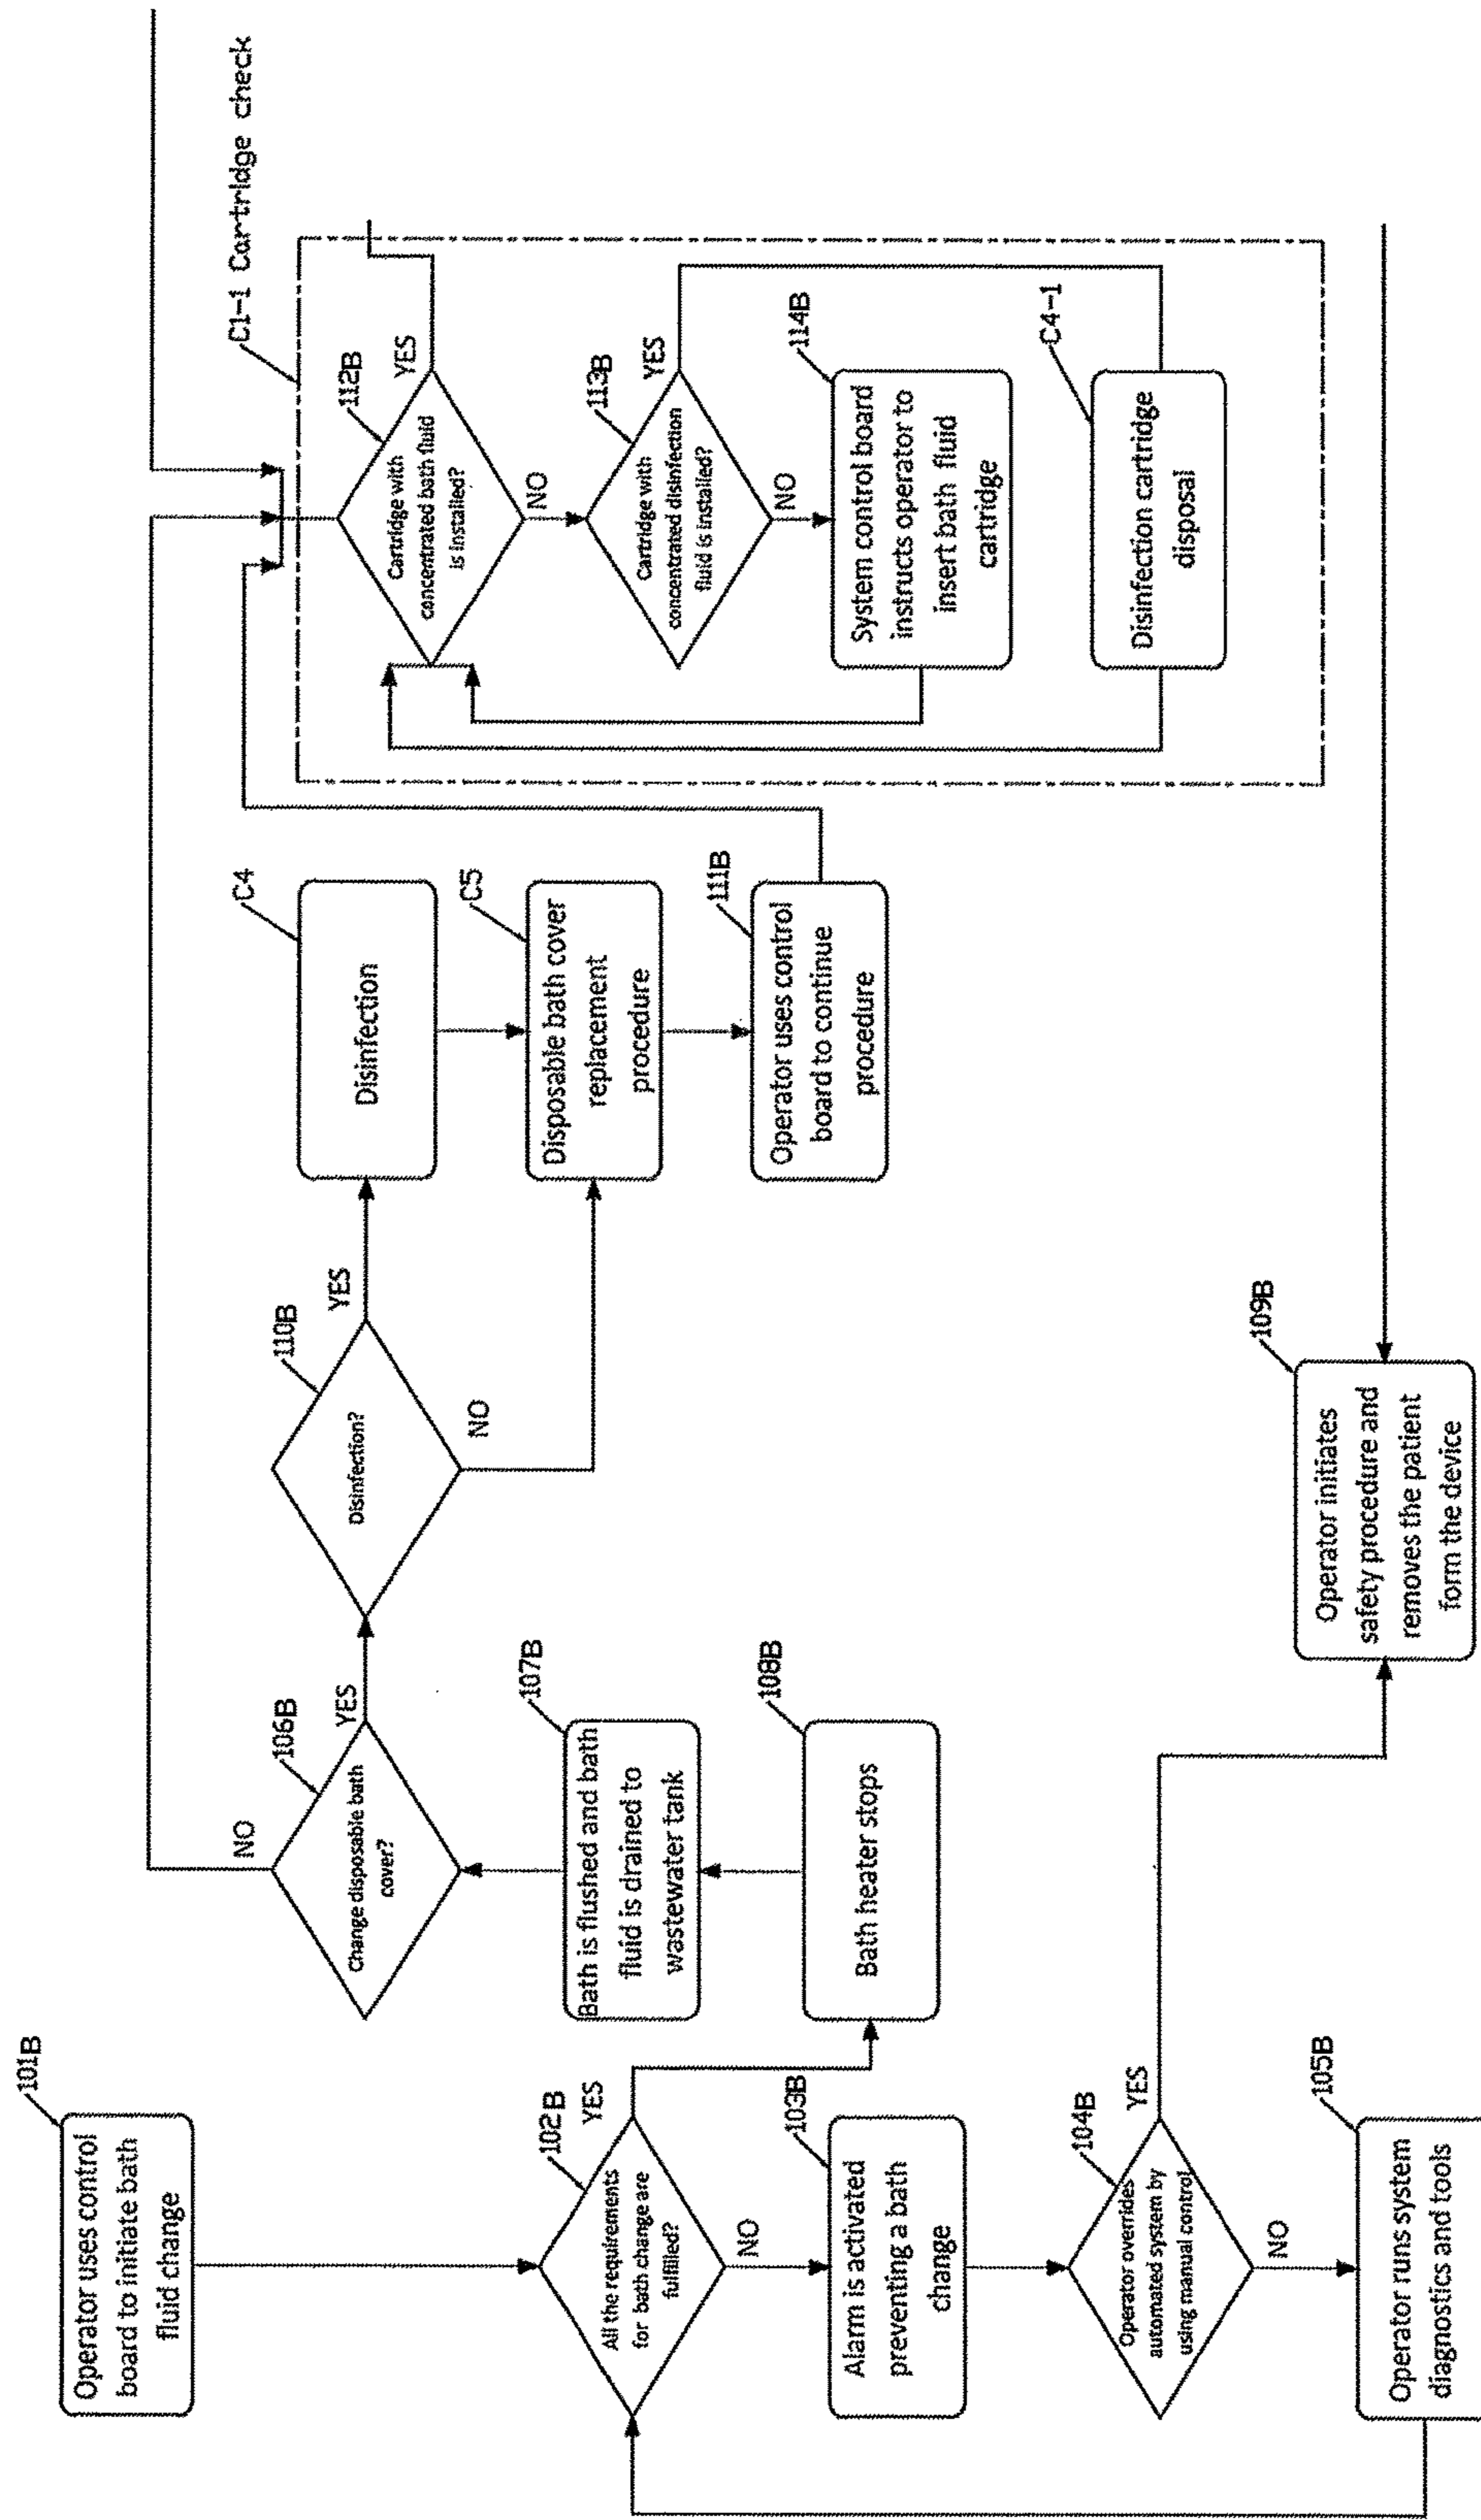 101B
Operator uses control
board to initiate bath
fluid change
102B
All the requirements
for bath change are
fulfilled?
YES
NO
103B
Alarm is activated
preventing a bath
change
104B
Operator overrides
automated system by
using manual control
YES
NO
105B
Operator runs system
diagnostics and tools
106B
Change disposable bath
cover?
NO
YES
107B
Bath is flushed and bath
fluid is drained to
wastewater tank
108B
Bath heater stops
109B
Operator initiates
safety procedure and
removes the patient
form the device
110B
Disinfection?
YES
NO
C4
Disinfection
C5
Disposable bath cover
replacement
procedure
111B
Operator uses control
board to continue
procedure
C1-1 Cartridge check
112B
Cartridge with
concentrated bath fluid
is installed?
YES
NO
113B
Cartridge with
concentrated disinfection
fluid is installed?
YES
NO
114B
System control board
instructs operator to
insert bath fluid
cartridge
C4-1
Disinfection cartridge
disposal